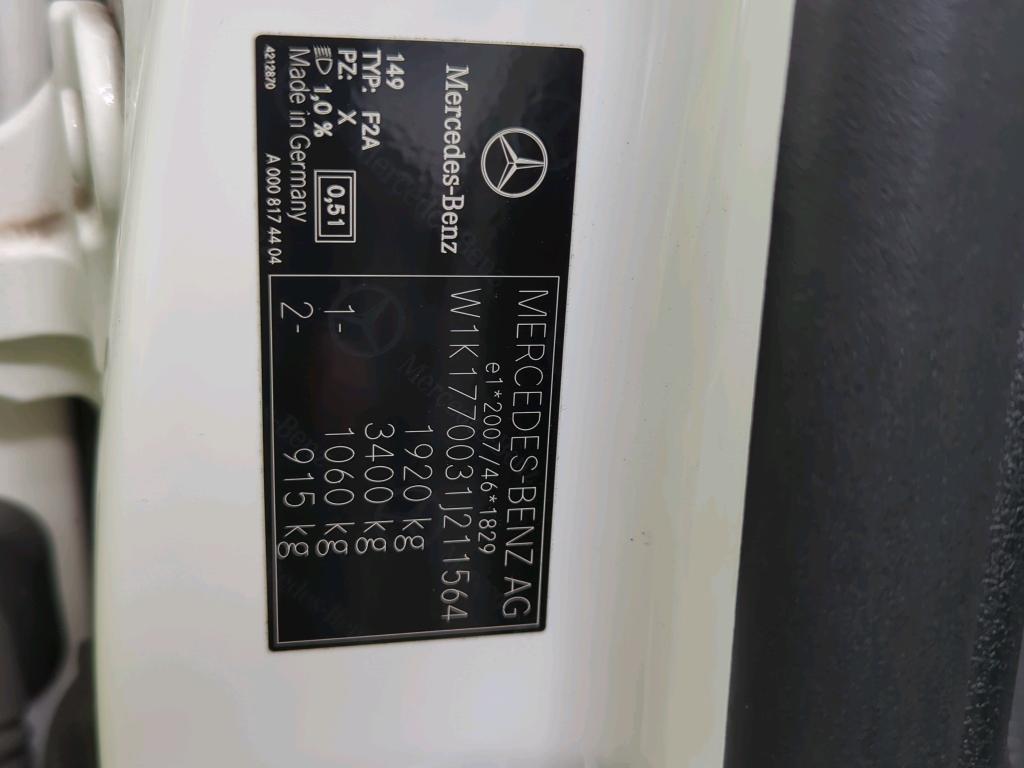 Mercedes-Benz
149
TYP: F2A
PZ: X
1,0 %
0,51
Made in Germany
4212870
A 000 817 44 04
MERCEDES-BENZ AG
e1*2007/46*1829
W1K1770031J211564
1920 kg
3400 kg
1- 1060 kg
2- 915 kg